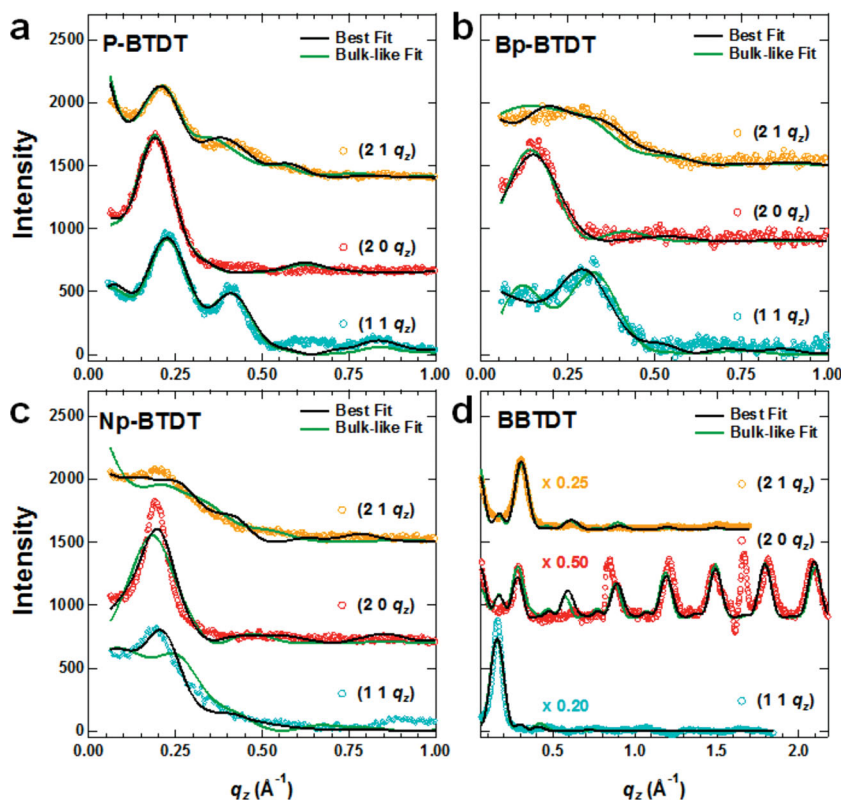 a
P-BTDT
Best Fit
Bulk-like Fit
2500
2000
1500
1000
500
0
(2 1 qz)
(2 0 qz)
(1 1 qz)
0.00 0.25 0.50 0.75 1.00
b
Bp-BTDT
Best Fit
Bulk-like Fit
(2 1 qz)
(2 0 qz)
(1 1 qz)
0.00 0.25 0.50 0.75 1.00
Intensity
c
Np-BTDT
Best Fit
Bulk-like Fit
2500
2000
1500
1000
500
0
(2 1 qz)
(2 0 qz)
(1 1 qz)
0.00 0.25 0.50 0.75 1.00
qz (Å-1)
d
BBTDT
Best Fit
Bulk-like Fit
x 0.25
(2 1 qz)
x 0.50
(2 0 qz)
x 0.20
(1 1 qz)
0.5 1.0 1.5 2.0
qz (Å-1)
Intensity